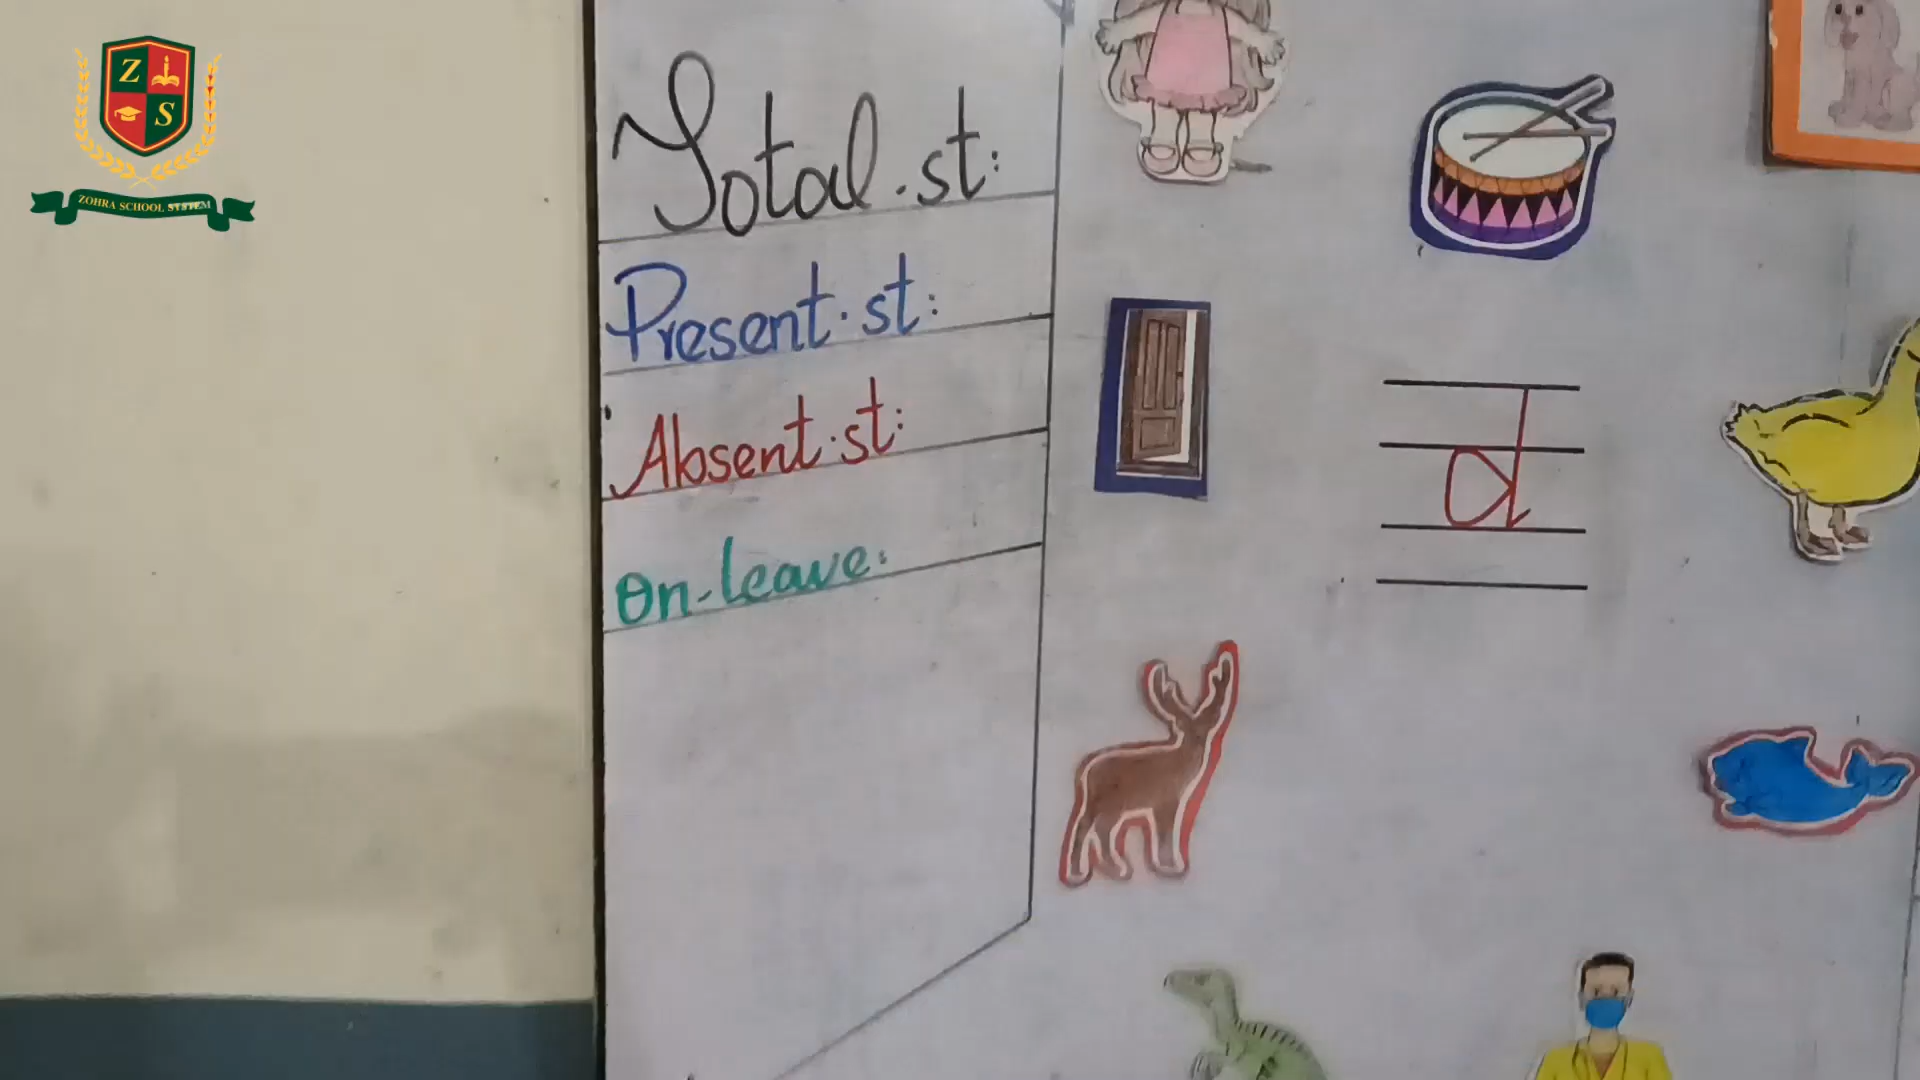 Z
S
ZOHRA SCHOOL SYSTEM
Total.st:
Present.st:
Absent.st:
On-leave:
d